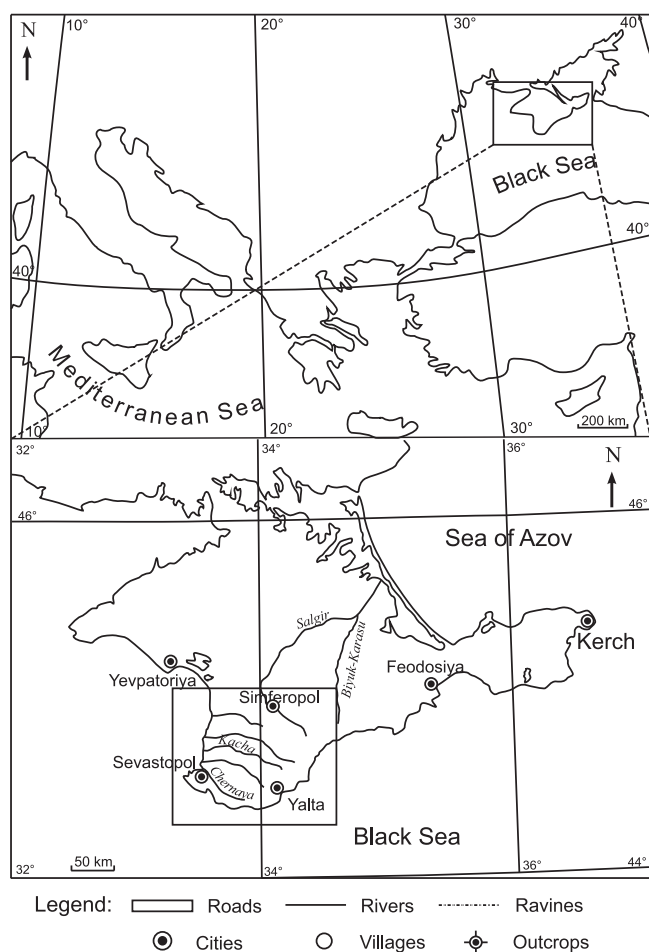 10°
20°
30°
40°
N
Black Sea
40°
40°
Mediterranean Sea
10°
20°
30°
200 km
32°
34°
36°
N
46°
46°
Sea of Azov
Salgir
Biyuk-Karasu
Kerch
Feodosiya
Yevpatoriya
Simferopol
Kacha
Sevastopol
Chernaya
Yalta
Black Sea
50 km
32°
34°
36°
44°
Legend: Roads Rivers Ravines
Cities Villages Outcrops